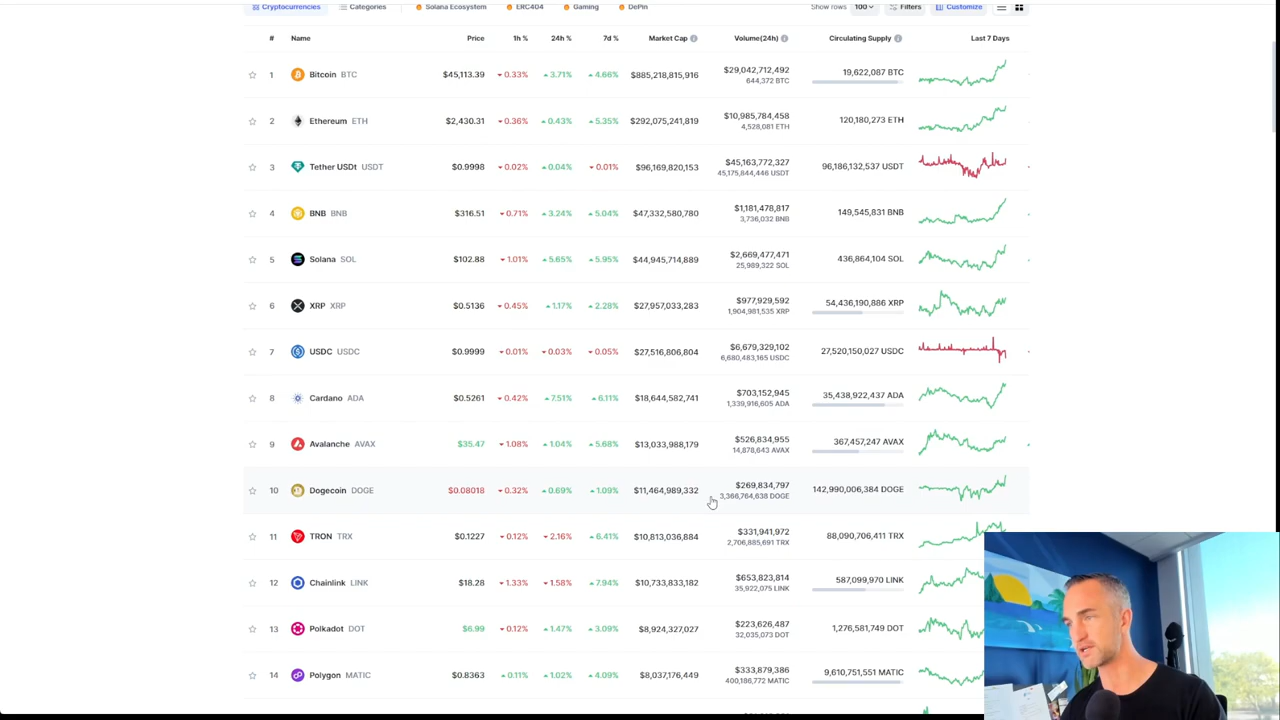 Cryptocurrencies Categories Solana Ecosystem ERC404 Gaming DePin Show rows 100 Filters Customize
# Name Price 1h % 24h % 7d % Market Cap Volume(24h) Circulating Supply Last 7 Days
1 Bitcoin BTC $45,113.39 0.33% 3.71% 4.66% $885,218,815,916 $29,042,712,492 19,622,087 BTC
644,372 BTC
2 Ethereum ETH $2,430.31 0.36% 0.43% 5.35% $292,075,241,819 $10,985,784,458 120,180,273 ETH
4,528,081 ETH
3 Tether USDt USDT $0.9998 0.02% 0.04% 0.01% $96,169,820,153 $45,163,772,327 96,186,132,537 USDT
45,175,844,446 USDT
4 BNB BNB $316.51 0.71% 3.24% 5.04% $47,332,580,780 $1,181,478,817 149,545,831 BNB
3,736,032 BNB
5 Solana SOL $102.88 1.01% 5.65% 5.95% $44,945,714,889 $2,669,477,471 436,864,104 SOL
25,989,322 SOL
6 XRP XRP $0.5136 0.45% 1.17% 2.28% $27,957,033,283 $977,929,592 54,436,190,886 XRP
1,904,981,535 XRP
7 USDC USDC $0.9999 0.01% 0.03% 0.05% $27,516,806,804 $6,679,329,102 27,520,150,027 USDC
6,680,483,165 USDC
8 Cardano ADA $0.5261 0.42% 7.51% 6.11% $18,644,582,741 $703,152,945 35,438,922,437 ADA
1,339,916,605 ADA
9 Avalanche AVAX $35.47 1.08% 1.04% 5.68% $13,033,988,179 $526,834,955 367,457,247 AVAX
14,878,643 AVAX
10 Dogecoin DOGE $0.08018 0.32% 0.69% 1.09% $11,464,989,332 $269,834,797 142,990,006,384 DOGE
3,366,764,638 DOGE
11 TRON TRX $0.1227 0.12% 2.16% 6.41% $10,813,036,884 $331,941,972 88,090,706,411 TRX
2,706,885,691 TRX
12 Chainlink LINK $18.28 1.33% 1.58% 7.94% $10,733,833,182 $653,823,814 587,099,970 LINK
35,922,075 LINK
13 Polkadot DOT $6.99 0.12% 1.47% 3.09% $8,924,327,027 $223,626,487 1,276,581,749 DOT
32,035,073 DOT
14 Polygon MATIC $0.8363 0.11% 1.02% 4.09% $8,037,176,449 $333,879,386 9,610,751,551 MATIC
400,186,772 MATIC